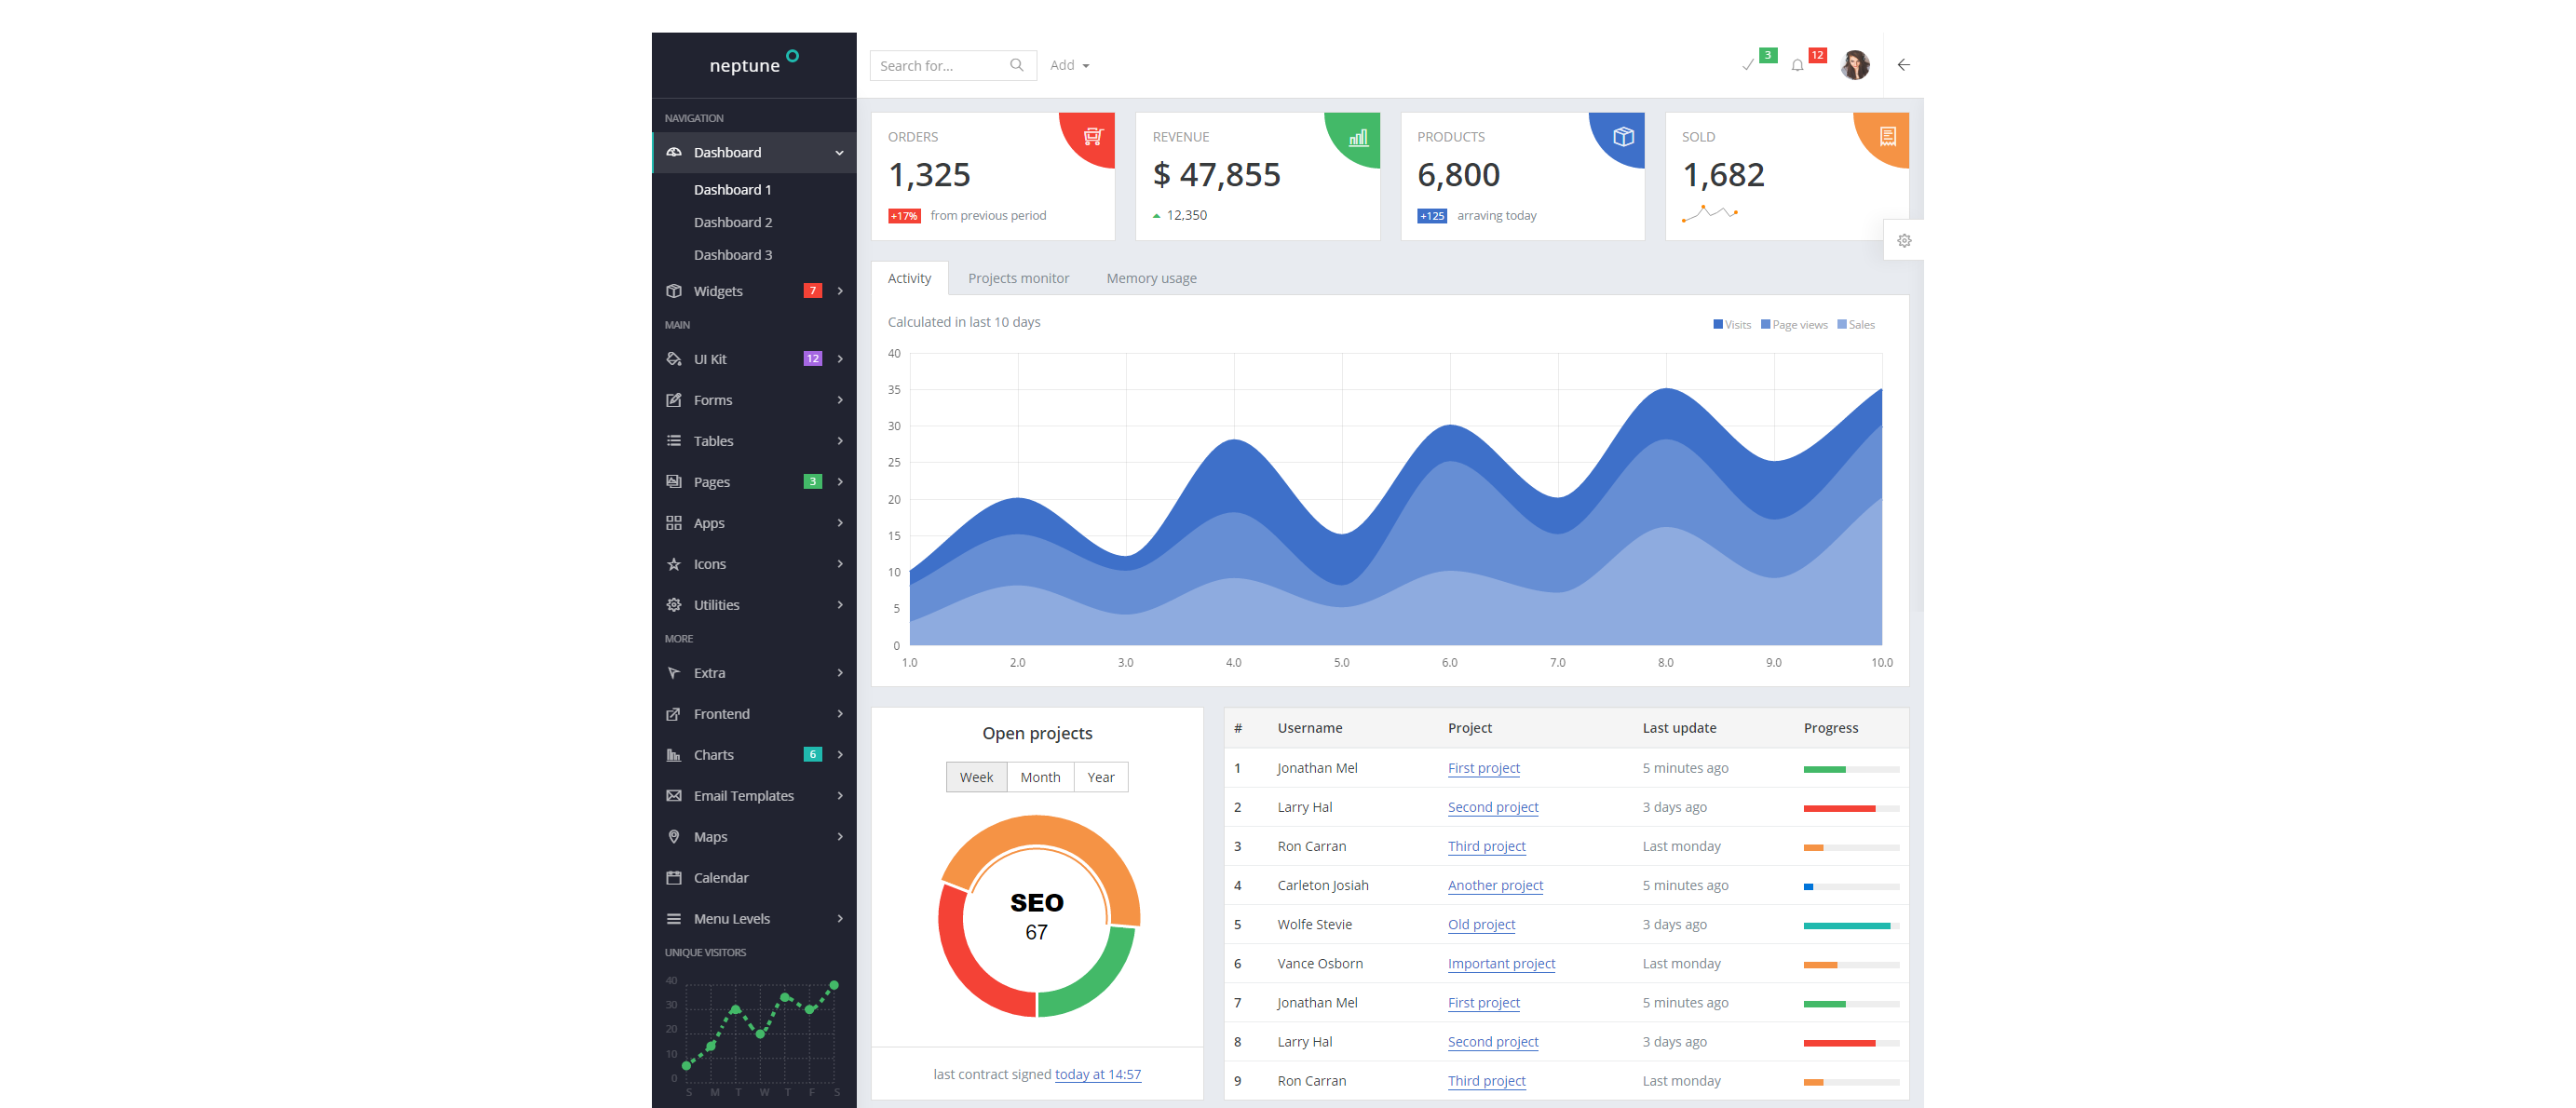 neptune
NAVIGATION
Dashboard
Dashboard 1
Dashboard 2
Dashboard 3
Widgets 7
MAIN
UI Kit 12
Forms
Tables
Pages 3
Apps
Icons
Utilities
MORE
Extra
Frontend
Charts 6
Email Templates
Maps
Calendar
Menu Levels
UNIQUE VISITORS
40
30
20
10
0
S M T W T F S
Search for... Add 3 12
ORDERS
1,325
+17% from previous period
REVENUE
$ 47,855
12,350
PRODUCTS
6,800
+125 arraving today
SOLD
1,682
Activity Projects monitor Memory usage
Calculated in last 10 days
Visits Page views Sales
40
35
30
25
20
15
10
5
0
1.0 2.0 3.0 4.0 5.0 6.0 7.0 8.0 9.0 10.0
Open projects
Week Month Year
SEO
67
last contract signed today at 14:57
# Username Project Last update Progress
1 Jonathan Mel First project 5 minutes ago
2 Larry Hal Second project 3 days ago
3 Ron Carran Third project Last monday
4 Carleton Josiah Another project 5 minutes ago
5 Wolfe Stevie Old project 3 days ago
6 Vance Osborn Important project Last monday
7 Jonathan Mel First project 5 minutes ago
8 Larry Hal Second project 3 days ago
9 Ron Carran Third project Last monday